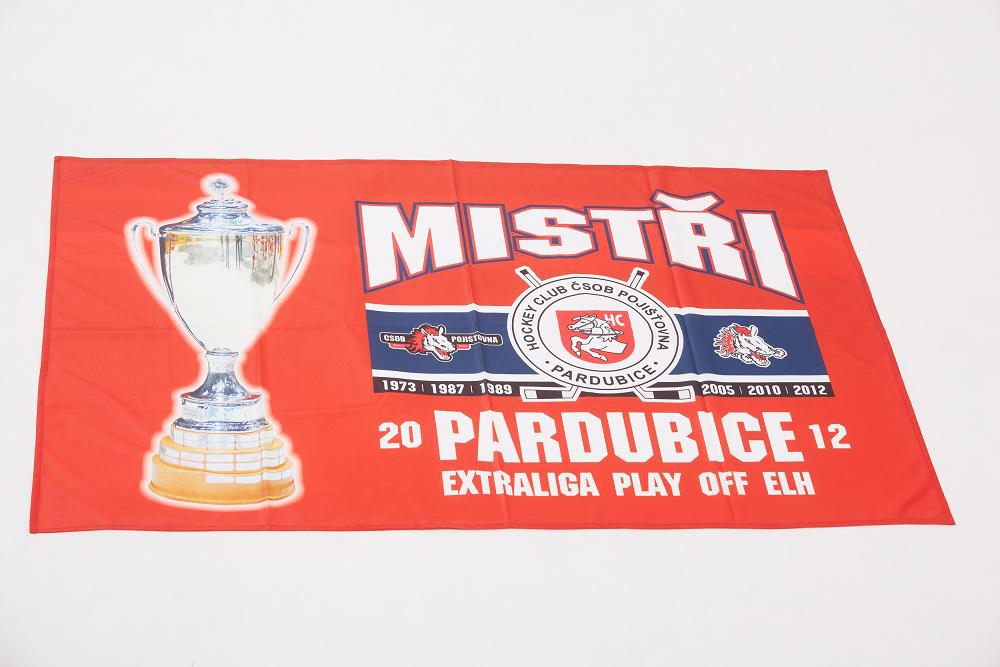 MISTŘI
HOCKEY CLUB ČSOB POJIŠŤOVNA
HC
• PARDUBICE •
ČSOB POJIŠŤOVNA
1973 | 1987 | 1989
2005 | 2010 | 2012
20 PARDUBICE 12
EXTRALIGA PLAY OFF ELH